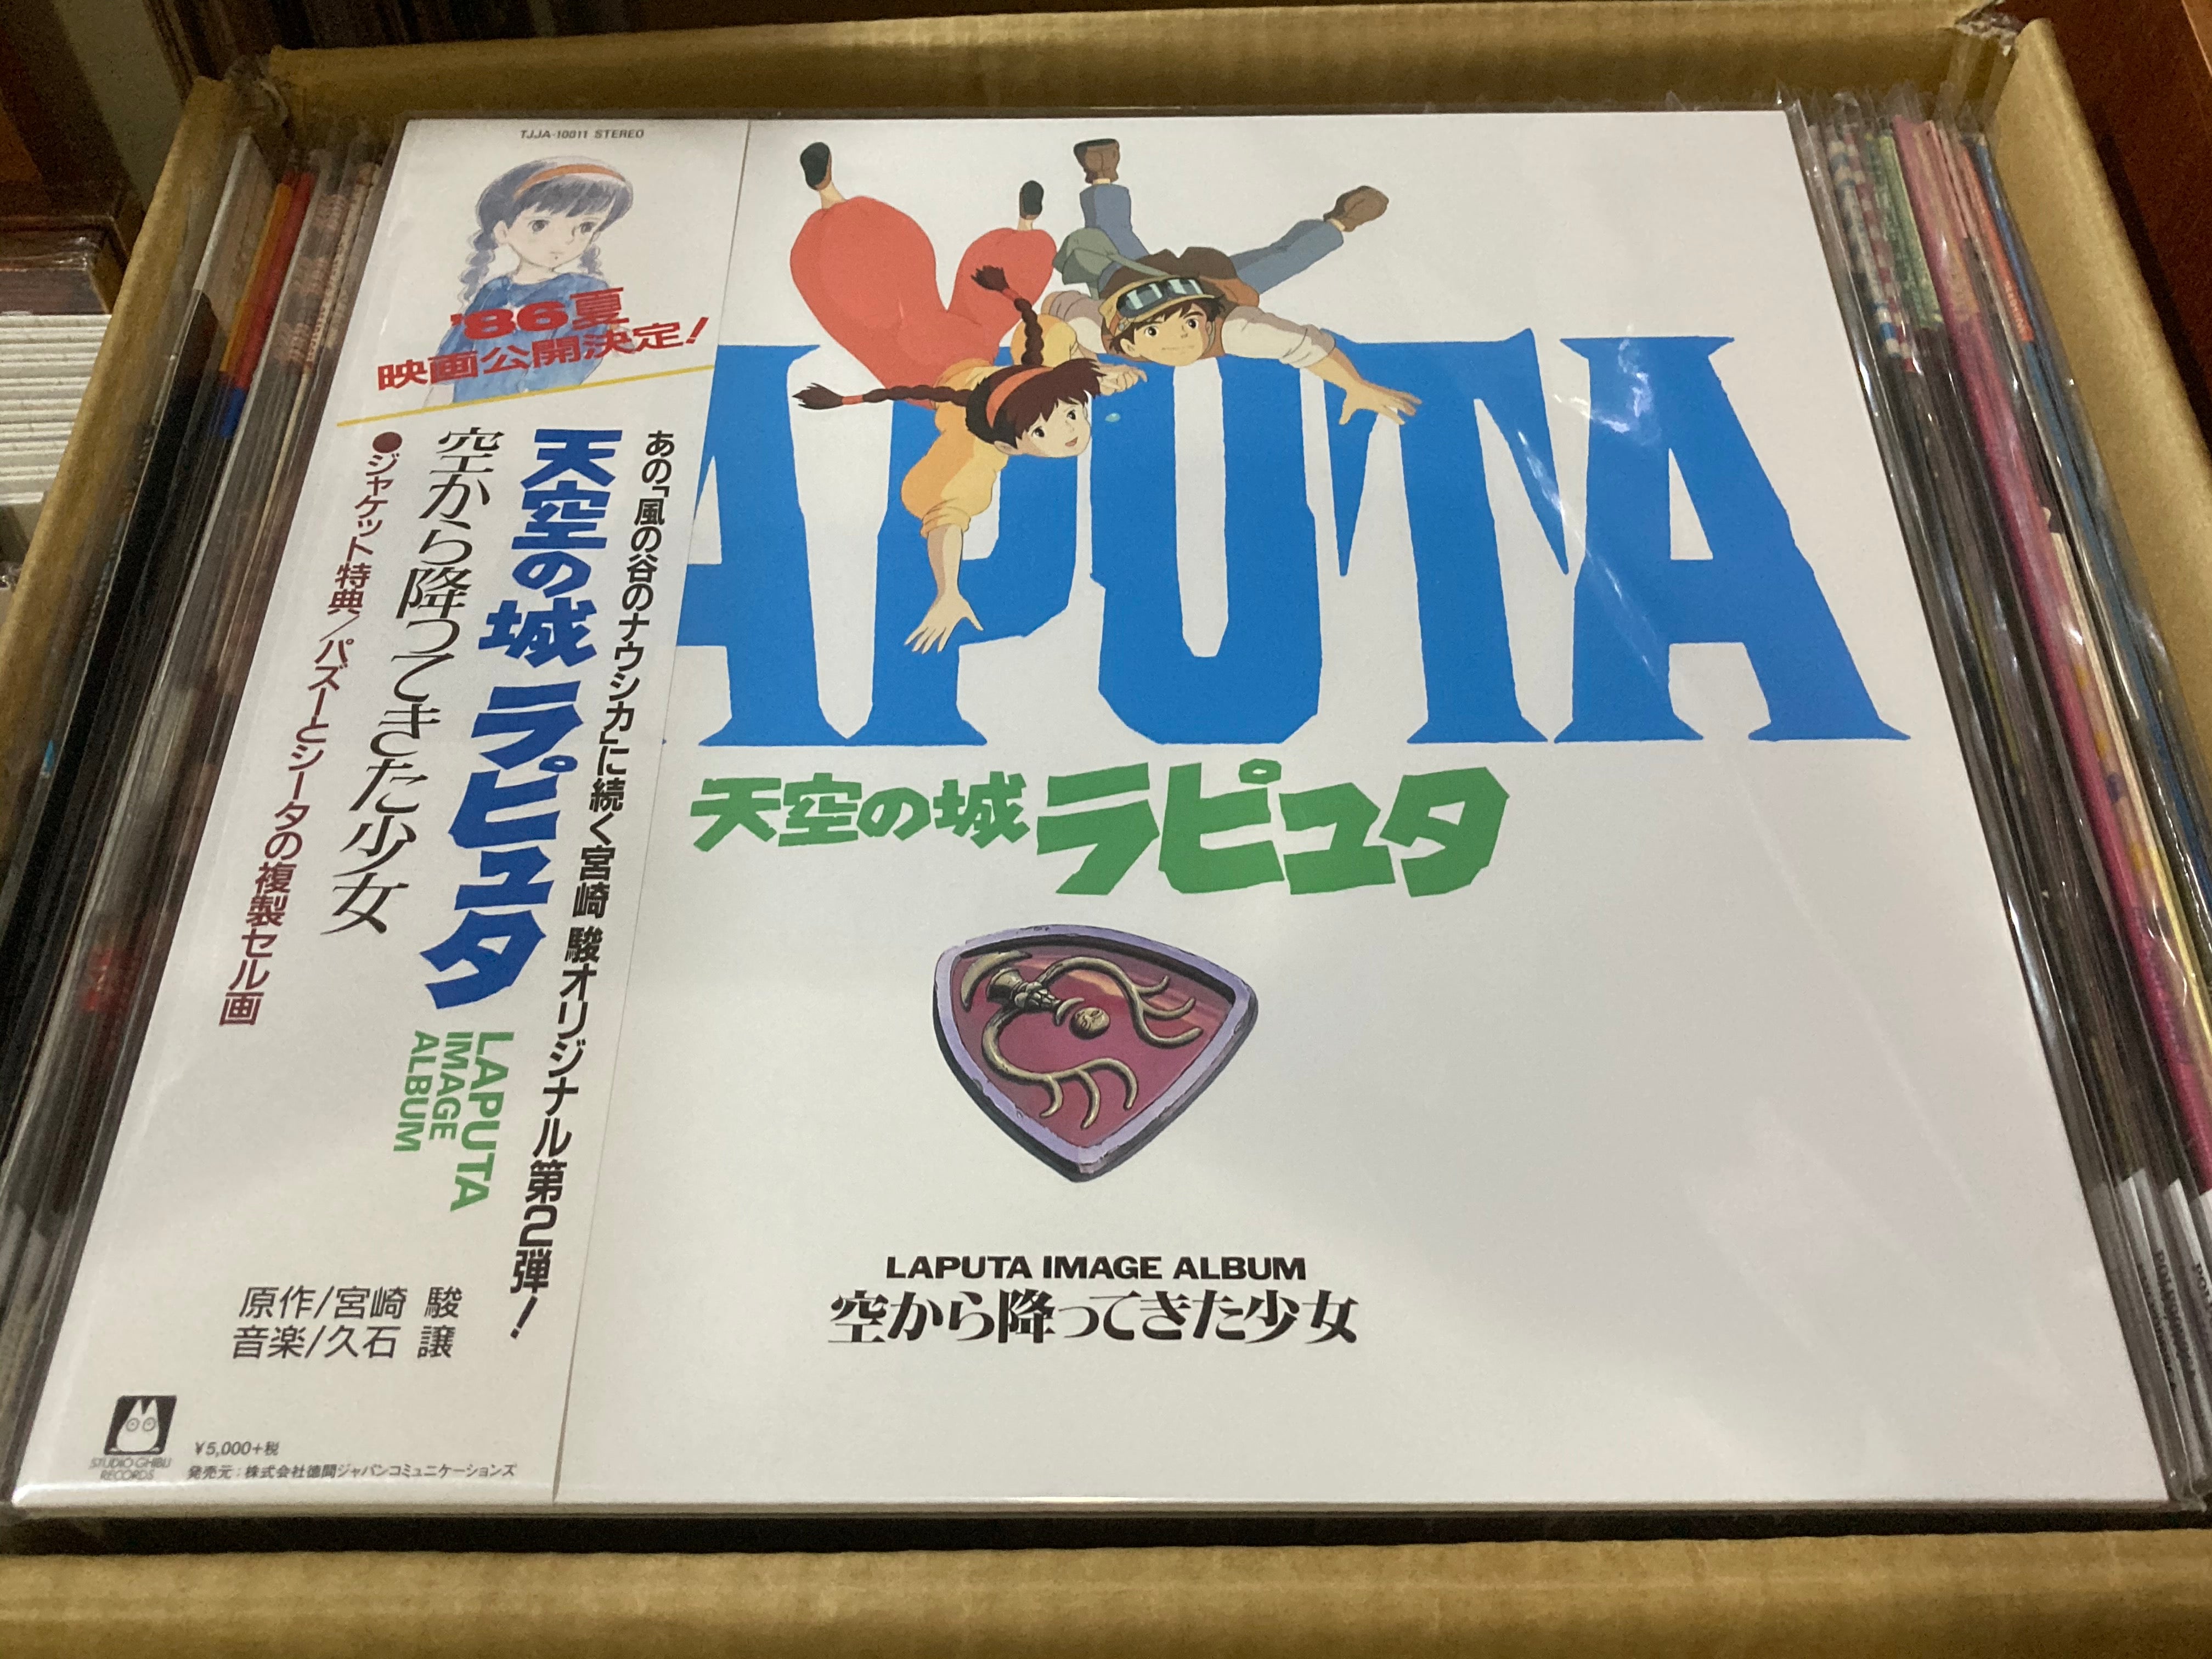 TJJA-10011 STEREO
'86夏
映画公開決定!
あの「風の谷のナウシカ」に続く宮崎 駿オリジナル第2弾!
天空の城 ラピュタ
空から降ってきた少女
●ジャケット特典/パズーとシータの複製セル画
LAPUTA
IMAGE
ALBUM
原作/宮崎 駿
音楽/久石 譲
STUDIO GHIBLI
RECORDS
¥5,000+税
発売元:株式会社徳間ジャパンコミュニケーションズ
APUTA
天空の城ラピュタ
LAPUTA IMAGE ALBUM
空から降ってきた少女